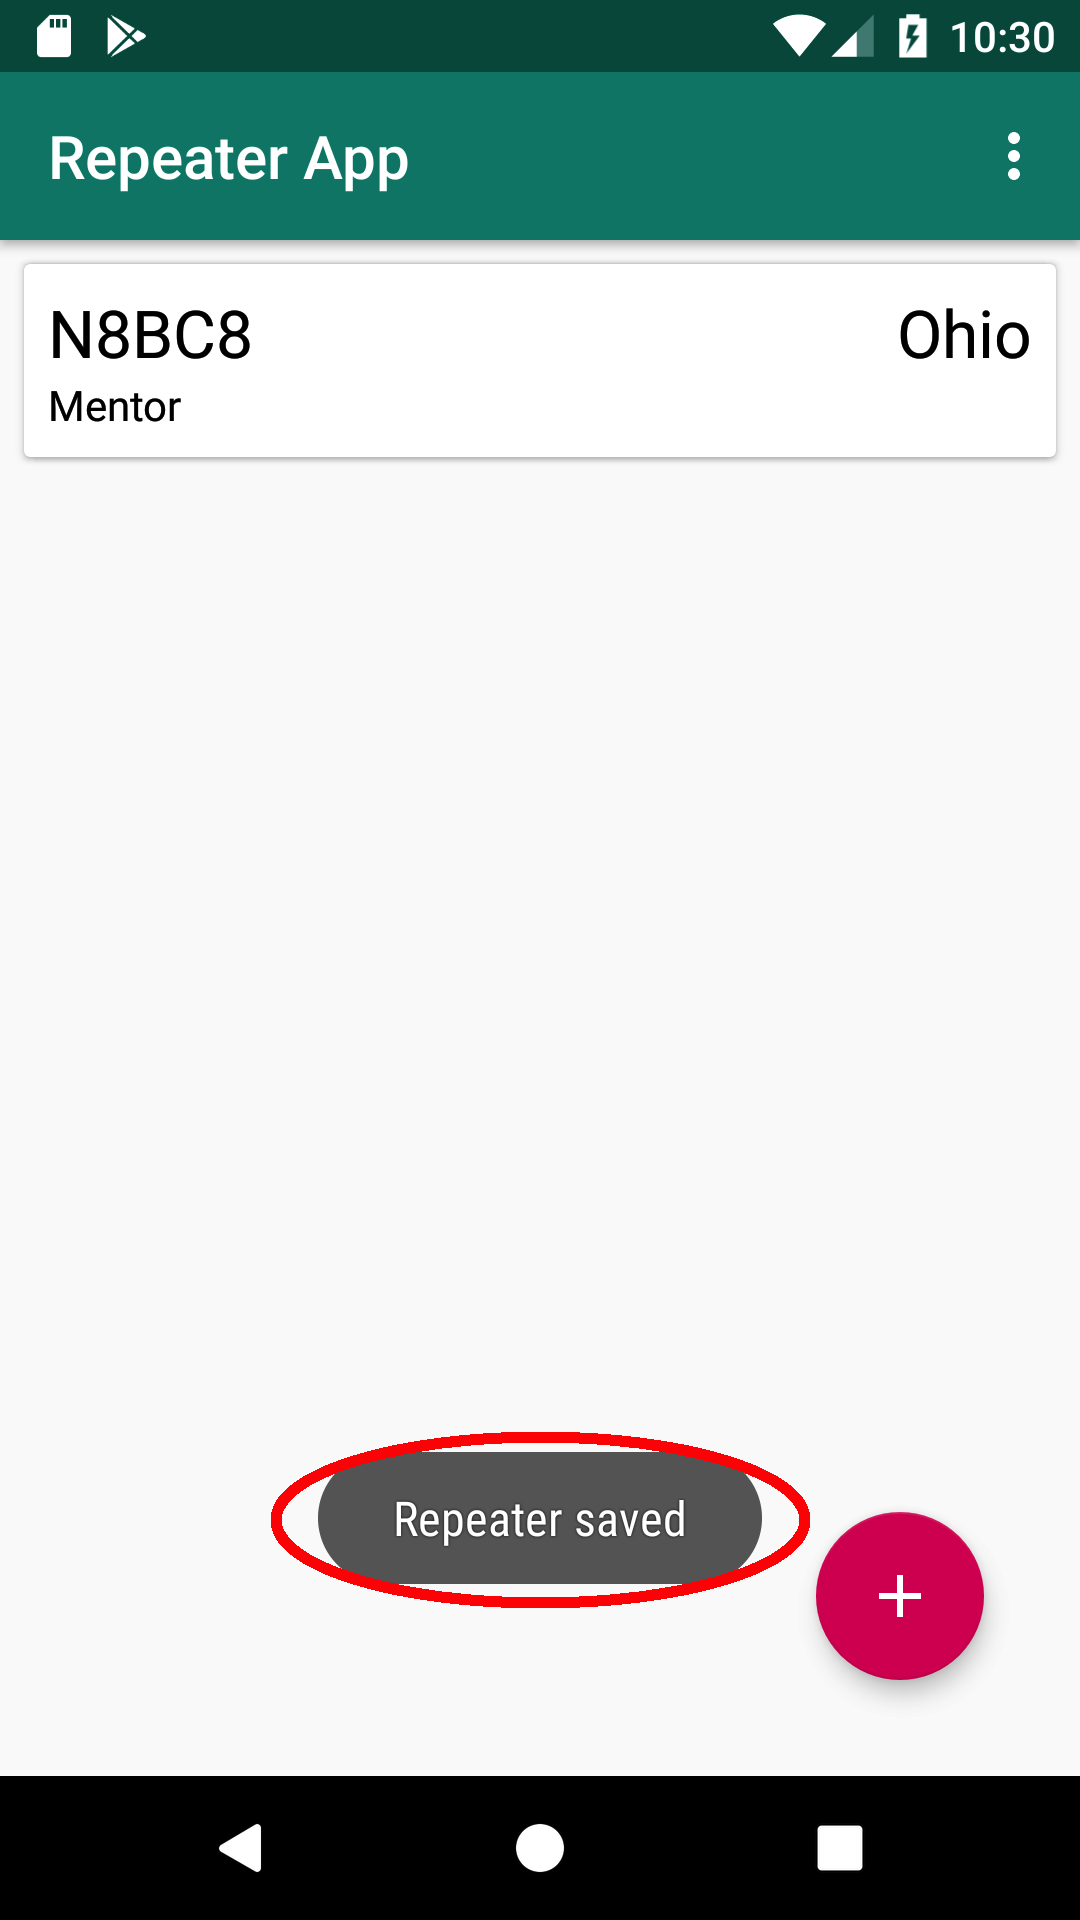 10:30
Repeater App
N8BC8
Ohio
Mentor
Repeater saved